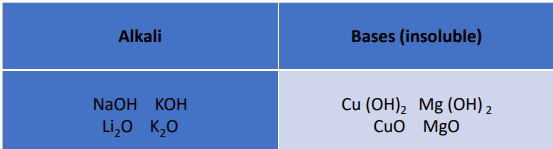 Alkali
Bases (insoluble)
NaOH KOH
Li₂O K₂O
Cu (OH)₂ Mg (OH) ₂
CuO MgO